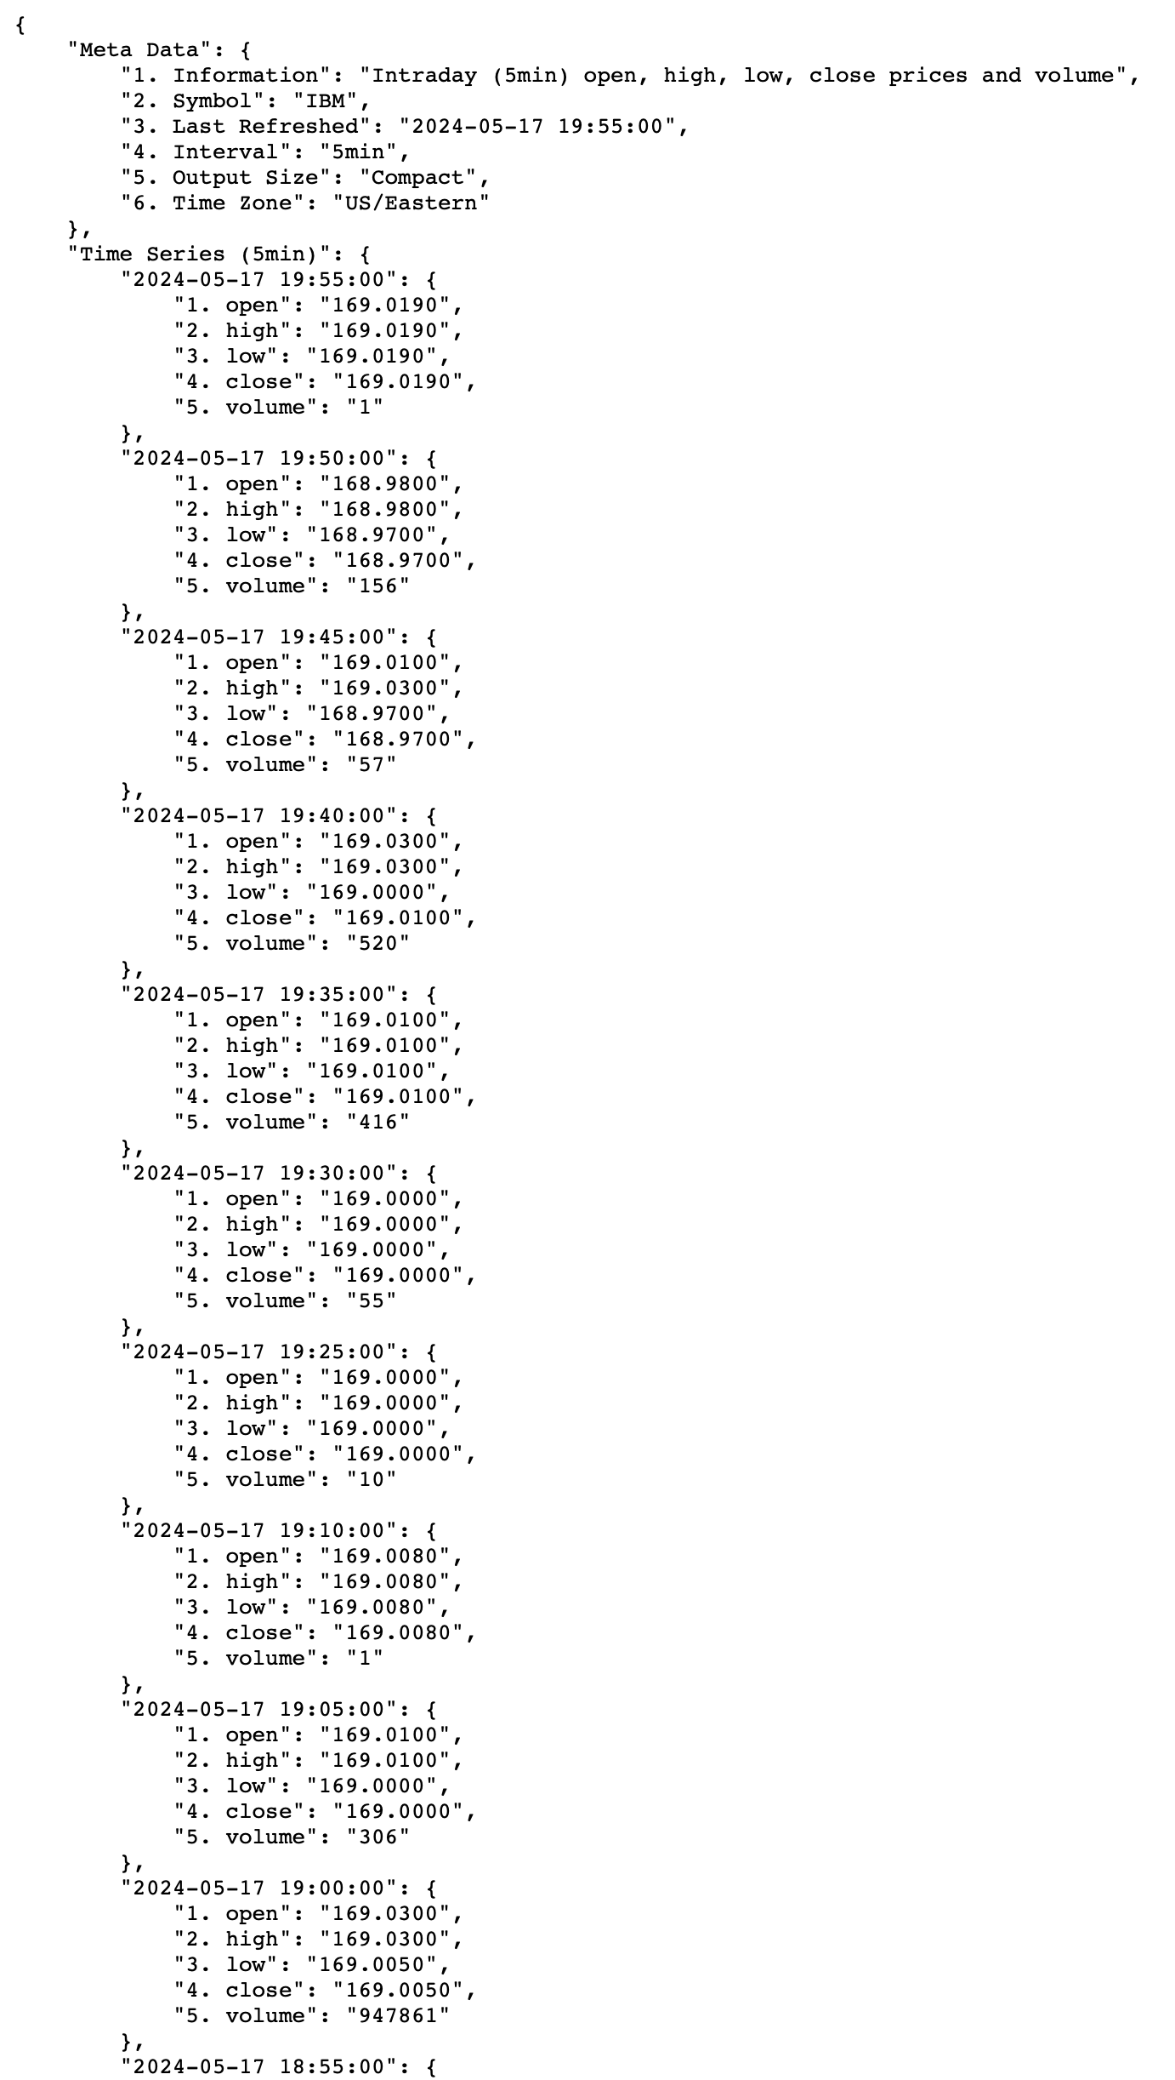 {
    "Meta Data": {
        "1. Information": "Intraday (5min) open, high, low, close prices and volume",
        "2. Symbol": "IBM",
        "3. Last Refreshed": "2024-05-17 19:55:00",
        "4. Interval": "5min",
        "5. Output Size": "Compact",
        "6. Time Zone": "US/Eastern"
    },
    "Time Series (5min)": {
        "2024-05-17 19:55:00": {
            "1. open": "169.0190",
            "2. high": "169.0190",
            "3. low": "169.0190",
            "4. close": "169.0190",
            "5. volume": "1"
        },
        "2024-05-17 19:50:00": {
            "1. open": "168.9800",
            "2. high": "168.9800",
            "3. low": "168.9700",
            "4. close": "168.9700",
            "5. volume": "156"
        },
        "2024-05-17 19:45:00": {
            "1. open": "169.0100",
            "2. high": "169.0300",
            "3. low": "168.9700",
            "4. close": "168.9700",
            "5. volume": "57"
        },
        "2024-05-17 19:40:00": {
            "1. open": "169.0300",
            "2. high": "169.0300",
            "3. low": "169.0000",
            "4. close": "169.0100",
            "5. volume": "520"
        },
        "2024-05-17 19:35:00": {
            "1. open": "169.0100",
            "2. high": "169.0100",
            "3. low": "169.0100",
            "4. close": "169.0100",
            "5. volume": "416"
        },
        "2024-05-17 19:30:00": {
            "1. open": "169.0000",
            "2. high": "169.0000",
            "3. low": "169.0000",
            "4. close": "169.0000",
            "5. volume": "55"
        },
        "2024-05-17 19:25:00": {
            "1. open": "169.0000",
            "2. high": "169.0000",
            "3. low": "169.0000",
            "4. close": "169.0000",
            "5. volume": "10"
        },
        "2024-05-17 19:10:00": {
            "1. open": "169.0080",
            "2. high": "169.0080",
            "3. low": "169.0080",
            "4. close": "169.0080",
            "5. volume": "1"
        },
        "2024-05-17 19:05:00": {
            "1. open": "169.0100",
            "2. high": "169.0100",
            "3. low": "169.0000",
            "4. close": "169.0000",
            "5. volume": "306"
        },
        "2024-05-17 19:00:00": {
            "1. open": "169.0300",
            "2. high": "169.0300",
            "3. low": "169.0050",
            "4. close": "169.0050",
            "5. volume": "947861"
        },
        "2024-05-17 18:55:00": {